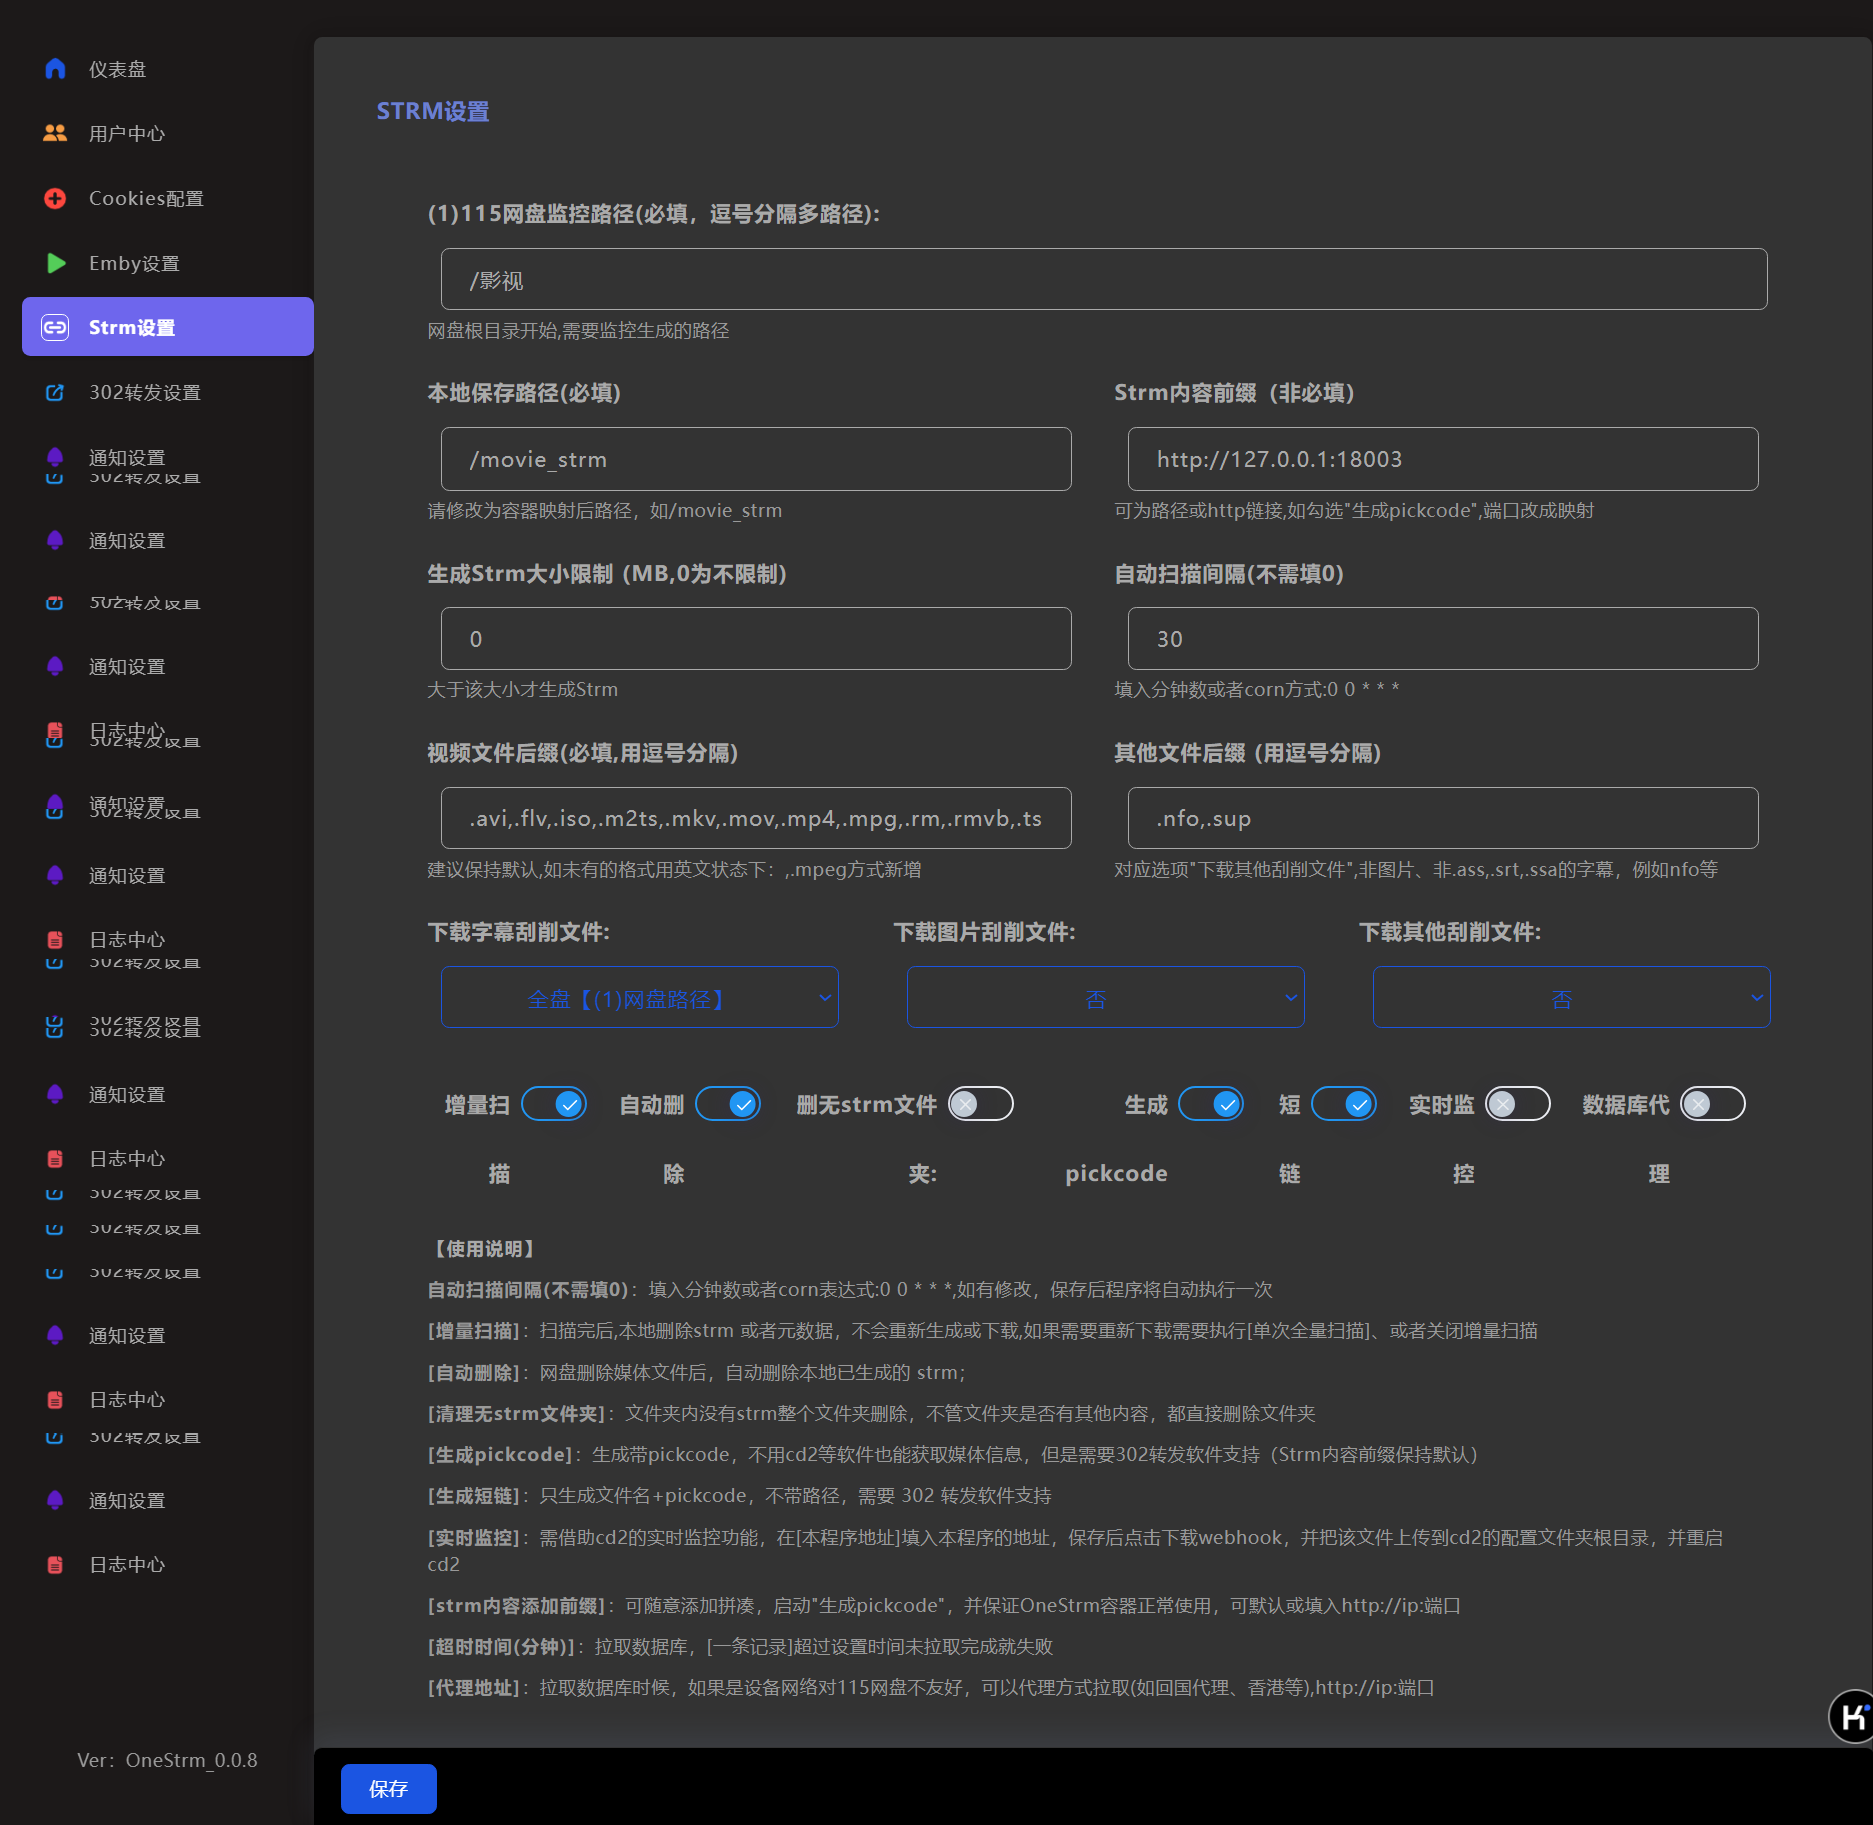 仪表盘
用户中心
Cookies配置
Emby设置
Strm设置
302转发设置
通知设置
302转发设置
通知设置
302转发设置
通知设置
日志中心
302转发设置
通知设置
302转发设置
通知设置
日志中心
302转发设置
302转发设置
302转发设置
通知设置
日志中心
302转发设置
302转发设置
302转发设置
通知设置
日志中心
302转发设置
通知设置
日志中心
Ver：OneStrm_0.0.8
STRM设置
(1)115网盘监控路径(必填，逗号分隔多路径):
/影视
网盘根目录开始,需要监控生成的路径
本地保存路径(必填)
/movie_strm
请修改为容器映射后路径，如/movie_strm
Strm内容前缀（非必填）
http://127.0.0.1:18003
可为路径或http链接,如勾选"生成pickcode",端口改成映射
生成Strm大小限制 (MB,0为不限制)
0
大于该大小才生成Strm
自动扫描间隔(不需填0)
30
填入分钟数或者corn方式:0 0 * * *
视频文件后缀(必填,用逗号分隔)
.avi,.flv,.iso,.m2ts,.mkv,.mov,.mp4,.mpg,.rm,.rmvb,.ts
建议保持默认,如未有的格式用英文状态下：,.mpeg方式新增
其他文件后缀 (用逗号分隔)
.nfo,.sup
对应选项"下载其他刮削文件",非图片、非.ass,.srt,.ssa的字幕，例如nfo等
下载字幕刮削文件:
全盘【(1)网盘路径】
下载图片刮削文件:
否
下载其他刮削文件:
否
增量扫描
自动删除
删无strm文件夹:
生成pickcode
短链
实时监控
数据库代理
【使用说明】
自动扫描间隔(不需填0)：填入分钟数或者corn表达式:0 0 * * *,如有修改，保存后程序将自动执行一次
[增量扫描]：扫描完后,本地删除strm 或者元数据，不会重新生成或下载,如果需要重新下载需要执行[单次全量扫描]、或者关闭增量扫描
[自动删除]：网盘删除媒体文件后，自动删除本地已生成的 strm；
[清理无strm文件夹]：文件夹内没有strm整个文件夹删除，不管文件夹是否有其他内容，都直接删除文件夹
[生成pickcode]：生成带pickcode，不用cd2等软件也能获取媒体信息，但是需要302转发软件支持（Strm内容前缀保持默认）
[生成短链]：只生成文件名+pickcode，不带路径，需要 302 转发软件支持
[实时监控]：需借助cd2的实时监控功能，在[本程序地址]填入本程序的地址，保存后点击下载webhook，并把该文件上传到cd2的配置文件夹根目录，并重启
cd2
[strm内容添加前缀]：可随意添加拼凑，启动"生成pickcode"，并保证OneStrm容器正常使用，可默认或填入http://ip:端口
[超时时间(分钟)]：拉取数据库，[一条记录]超过设置时间未拉取完成就失败
[代理地址]：拉取数据库时候，如果是设备网络对115网盘不友好，可以代理方式拉取(如回国代理、香港等),http://ip:端口
保存